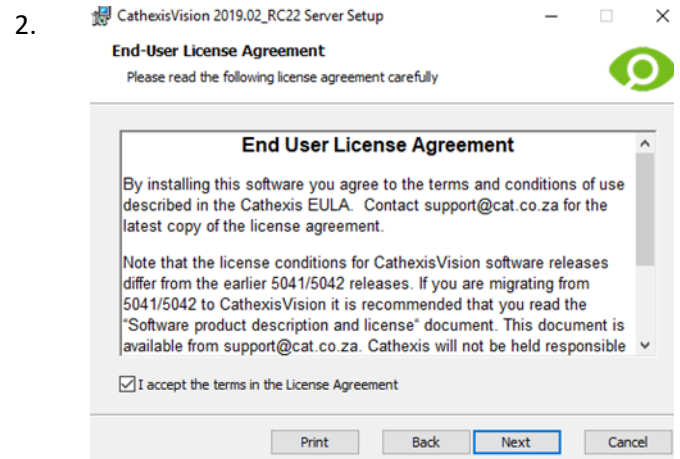 2.
CathexisVision 2019.02_RC22 Server Setup
End-User License Agreement
Please read the following license agreement carefully
End User License Agreement
By installing this software you agree to the terms and conditions of use
described in the Cathexis EULA.  Contact support@cat.co.za for the
latest copy of the license agreement.
Note that the license conditions for CathexisVision software releases
differ from the earlier 5041/5042 releases. If you are migrating from
5041/5042 to CathexisVision it is recommended that you read the
“Software product description and license“ document. This document is
available from support@cat.co.za. Cathexis will not be held responsible
I accept the terms in the License Agreement
Print Back Next Cancel